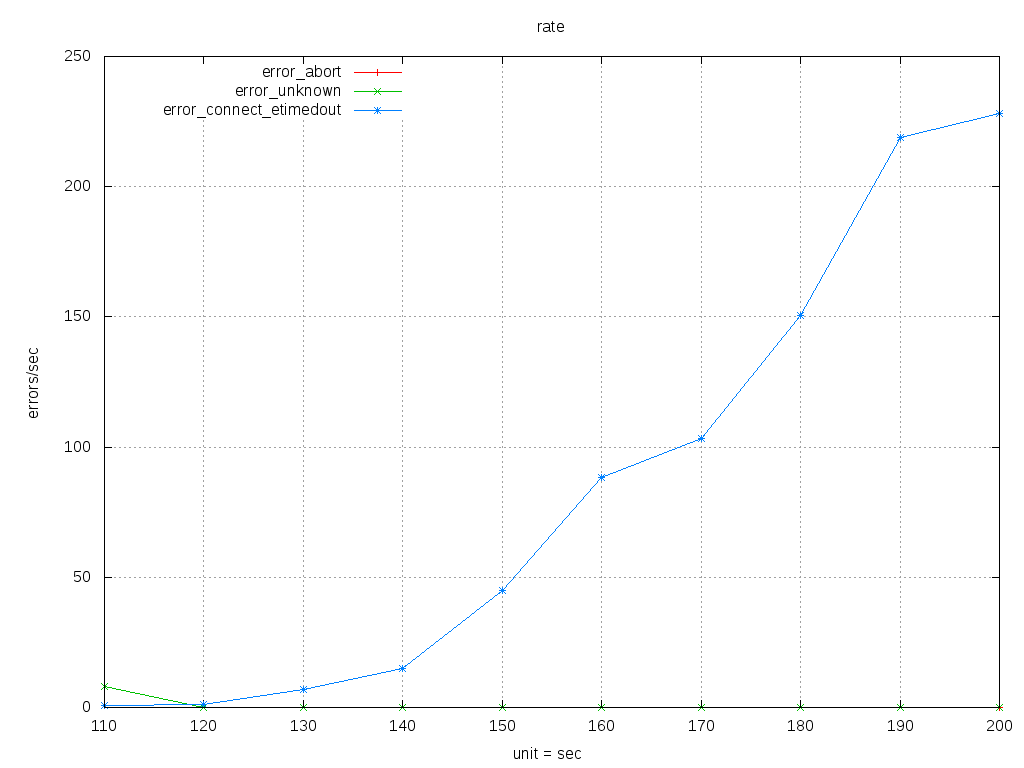 rate
250
200
150
100
50
0
errors/sec
error_abort
error_unknown
error_connect_etimedout
110 120 130 140 150 160 170 180 190 200
unit = sec